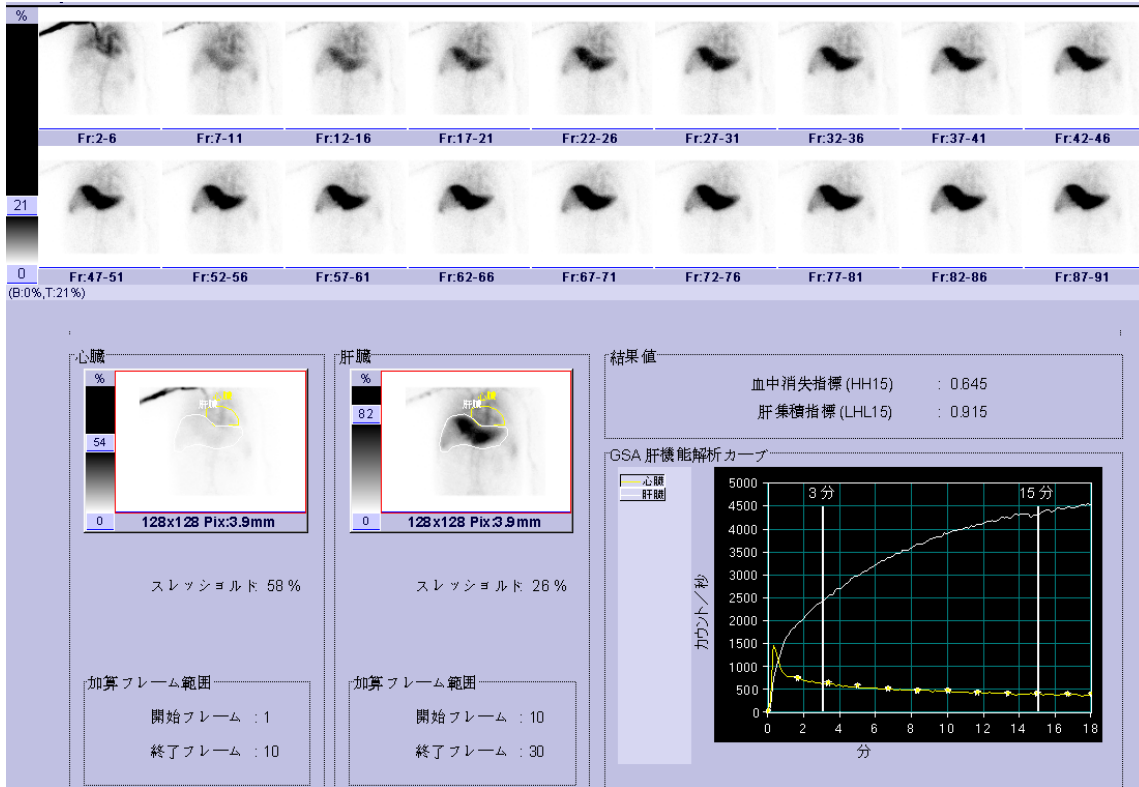 %
21
0
Fr:2-6 Fr:7-11 Fr:12-16 Fr:17-21 Fr:22-26 Fr:27-31 Fr:32-36 Fr:37-41 Fr:42-46
Fr:47-51 Fr:52-56 Fr:57-61 Fr:62-66 Fr:67-71 Fr:72-76 Fr:77-81 Fr:82-86 Fr:87-91
(B:0%,T:21%)
心臓
%
54
0
心臓
肝臓
128x128 Pix:3.9mm
スレッショルド: 58 %
加算フレーム範囲
開始フレーム : 1
終了フレーム : 10
肝臓
%
82
0
心臓
肝臓
128x128 Pix:3.9mm
スレッショルド: 26 %
加算フレーム範囲
開始フレーム : 10
終了フレーム : 30
結果値
血中消失指標 (HH15) : 0.645
肝集積指標 (LHL15) : 0.915
GSA 肝機能解析カーブ
心臓
肝臓
3 分 15 分
カウント/秒
5000
4500
4000
3500
3000
2500
2000
1500
1000
500
0
0 2 4 6 8 10 12 14 16 18
分